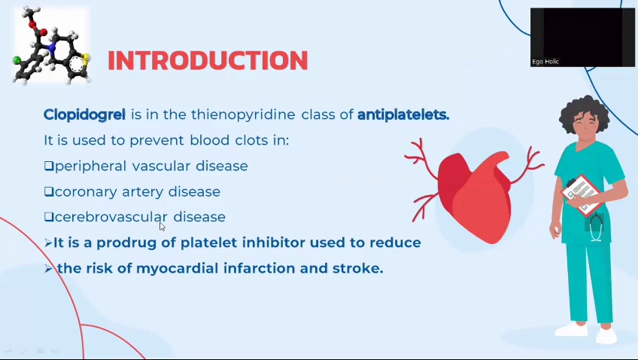 INTRODUCTION
Ego Holic
Clopidogrel is in the thienopyridine class of antiplatelets.
It is used to prevent blood clots in:
❑peripheral vascular disease
❑coronary artery disease
❑cerebrovascular disease
➢It is a prodrug of platelet inhibitor used to reduce
➢ the risk of myocardial infarction and stroke.